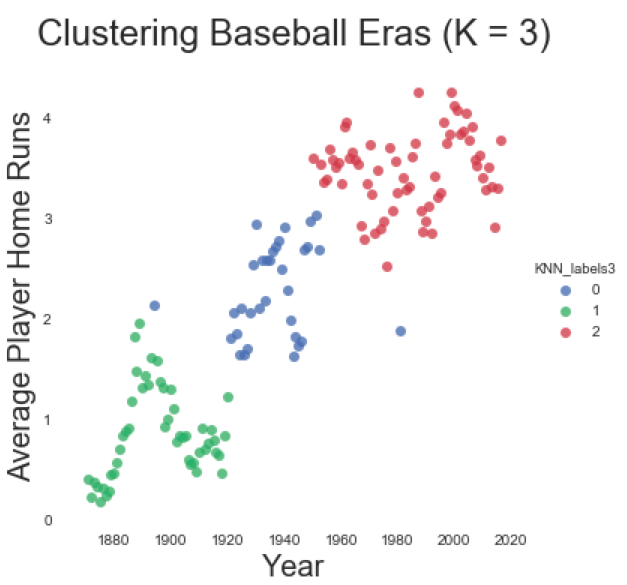 Clustering Baseball Eras (K = 3)
Average Player Home Runs
4
3
2
1
0
1880 1900 1920 1940 1960 1980 2000 2020
Year
KNN_labels3
0
1
2